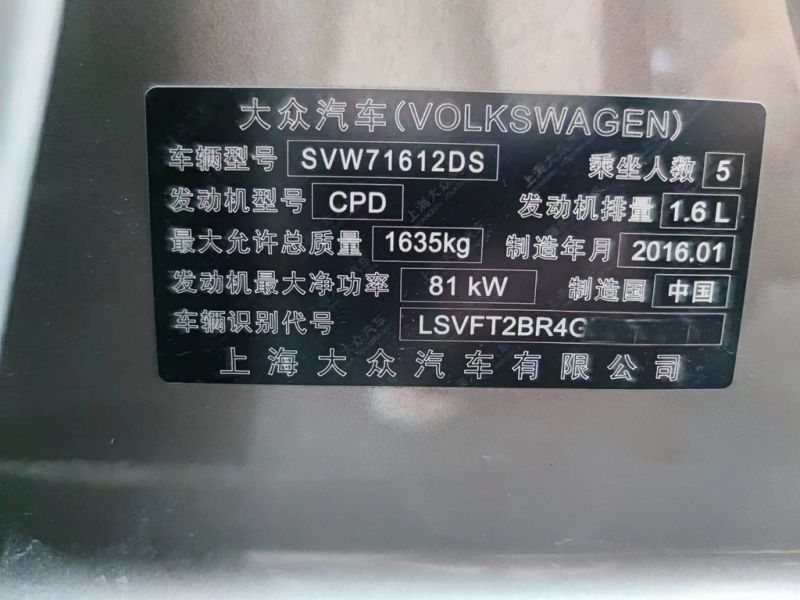 大众汽车(VOLKSWAGEN)
车辆型号 SVW71612DS 乘坐人数 5
发动机型号 CPD 发动机排量 1.6 L
最大允许总质量 1635kg 制造年月 2016.01
发动机最大净功率 81 kW 制造国 中国
车辆识别代号 LSVFT2BR4G
上海大众汽车有限公司